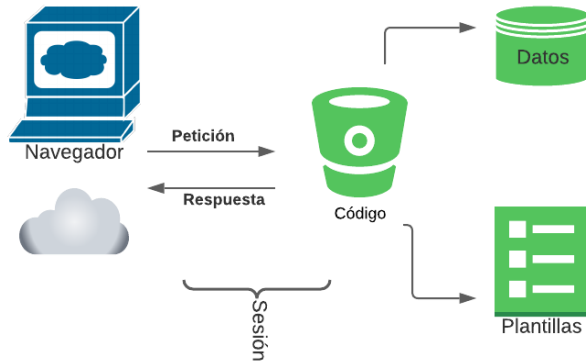 Datos
Navegador
Petición
Respuesta
Código
Sesión
Plantillas